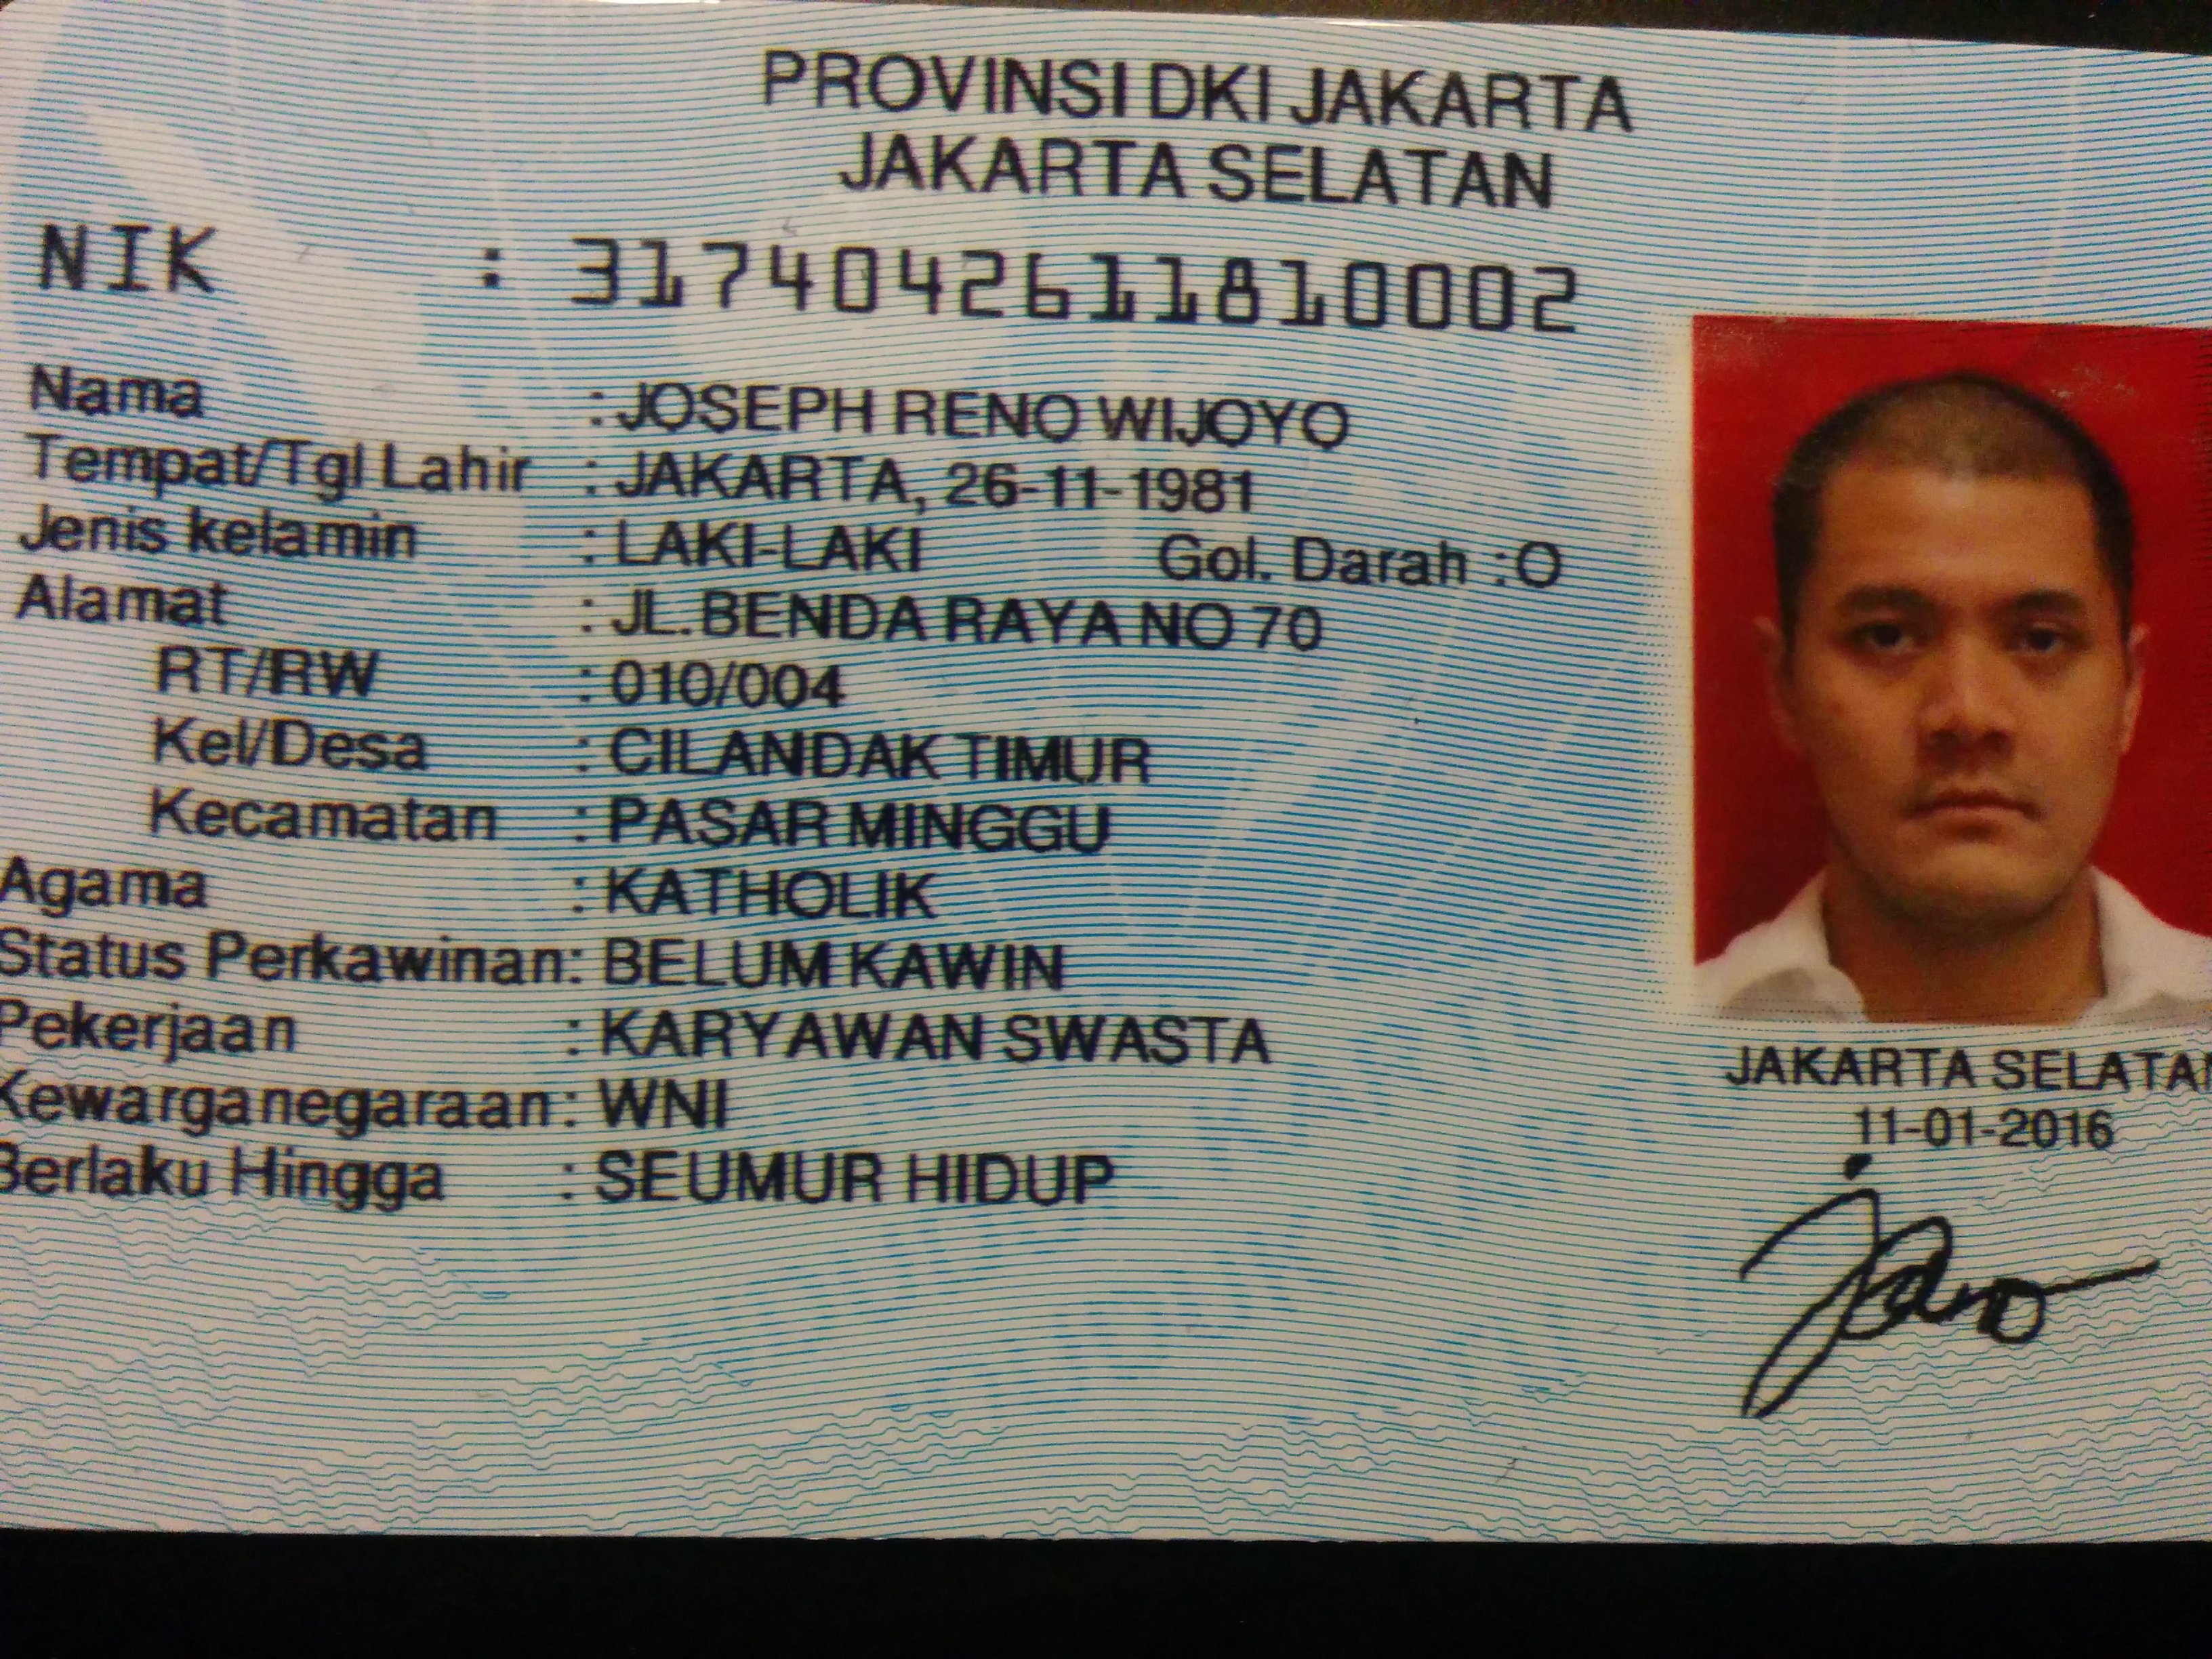 PROVINSI DKI JAKARTA
JAKARTA SELATAN
NIK : 3174042611810002
Nama : JOSEPH RENO WIJOYO
Tempat/Tgl Lahir : JAKARTA, 26-11-1981
Jenis kelamin : LAKI-LAKI Gol. Darah : O
Alamat : JL. BENDA RAYA NO 70
RT/RW : 010/004
Kel/Desa : CILANDAK TIMUR
Kecamatan : PASAR MINGGU
Agama : KATHOLIK
Status Perkawinan: BELUM KAWIN
Pekerjaan : KARYAWAN SWASTA
Kewarganegaraan: WNI
Berlaku Hingga : SEUMUR HIDUP
JAKARTA SELATAN
11-01-2016